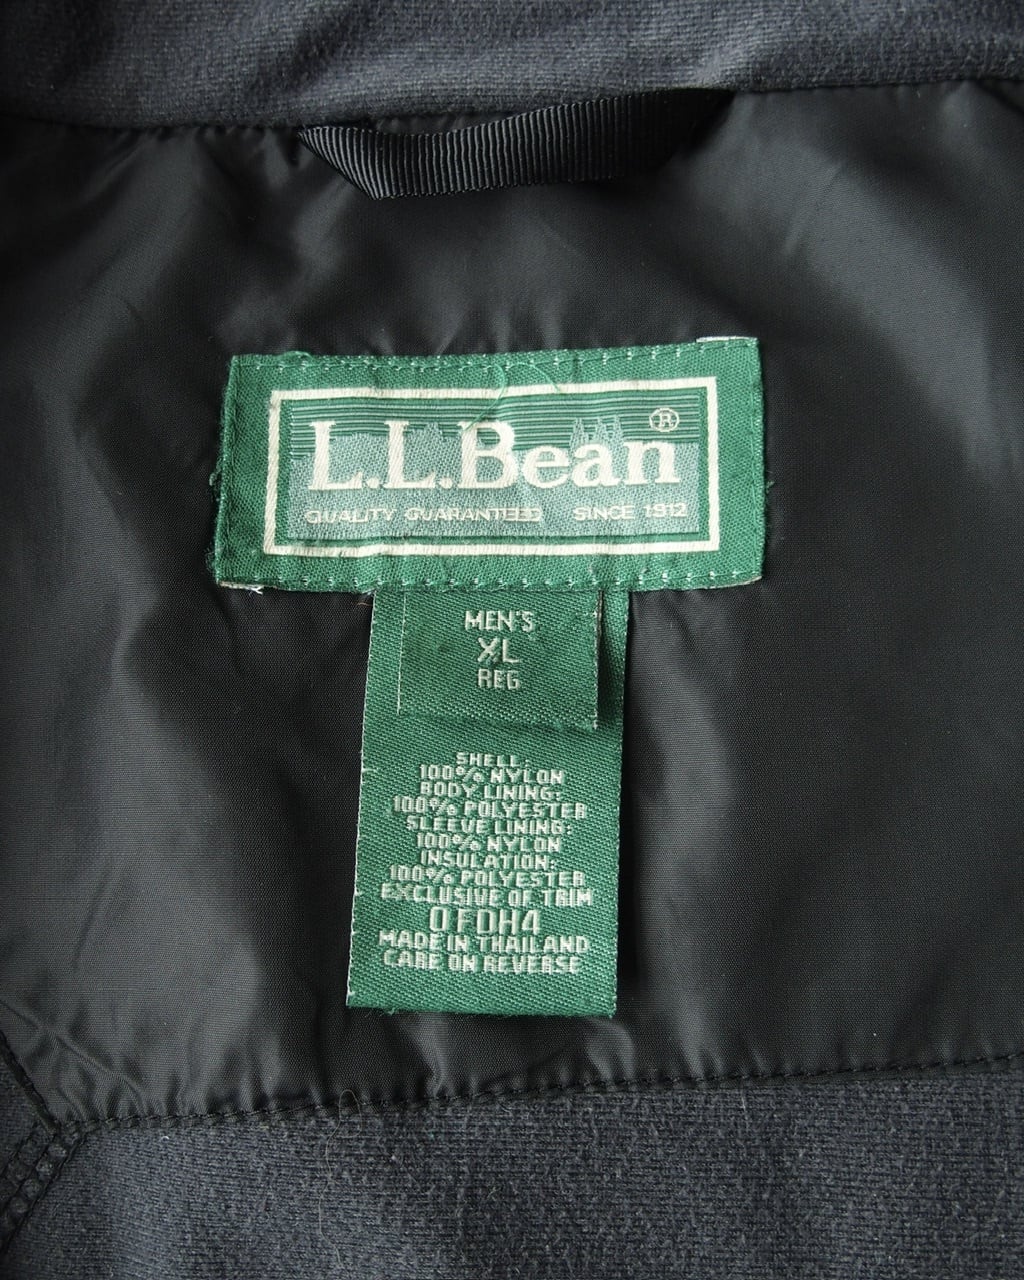 L.L.Bean®
QUALITY GUARANTEED SINCE 1912
MEN'S
XL
REG
SHELL:
100% NYLON
BODY LINING:
100% POLYESTER
SLEEVE LINING:
100% NYLON
INSULATION:
100% POLYESTER
EXCLUSIVE OF TRIM
0FDH4
MADE IN THAILAND
CARE ON REVERSE